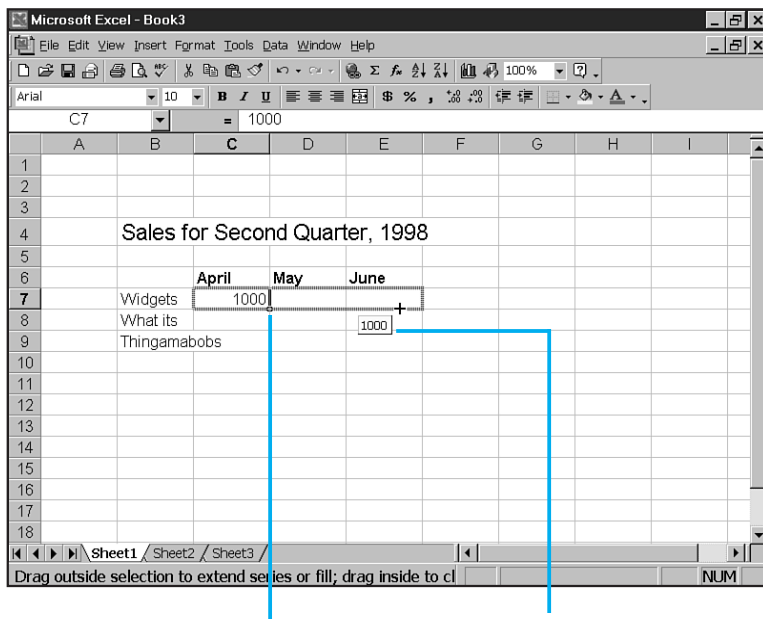 Microsoft Excel - Book3
File Edit View Insert Format Tools Data Window Help
100%
Arial 10 B I U $ % ,
C7 = 1000
A B C D E F G H I
1
2
3
4 Sales for Second Quarter, 1998
5
6 April May June
7 Widgets 1000
8 What its 1000
9 Thingamabobs
10
11
12
13
14
15
16
17
18
Sheet1 Sheet2 Sheet3
Drag outside selection to extend series or fill; drag inside to cl NUM